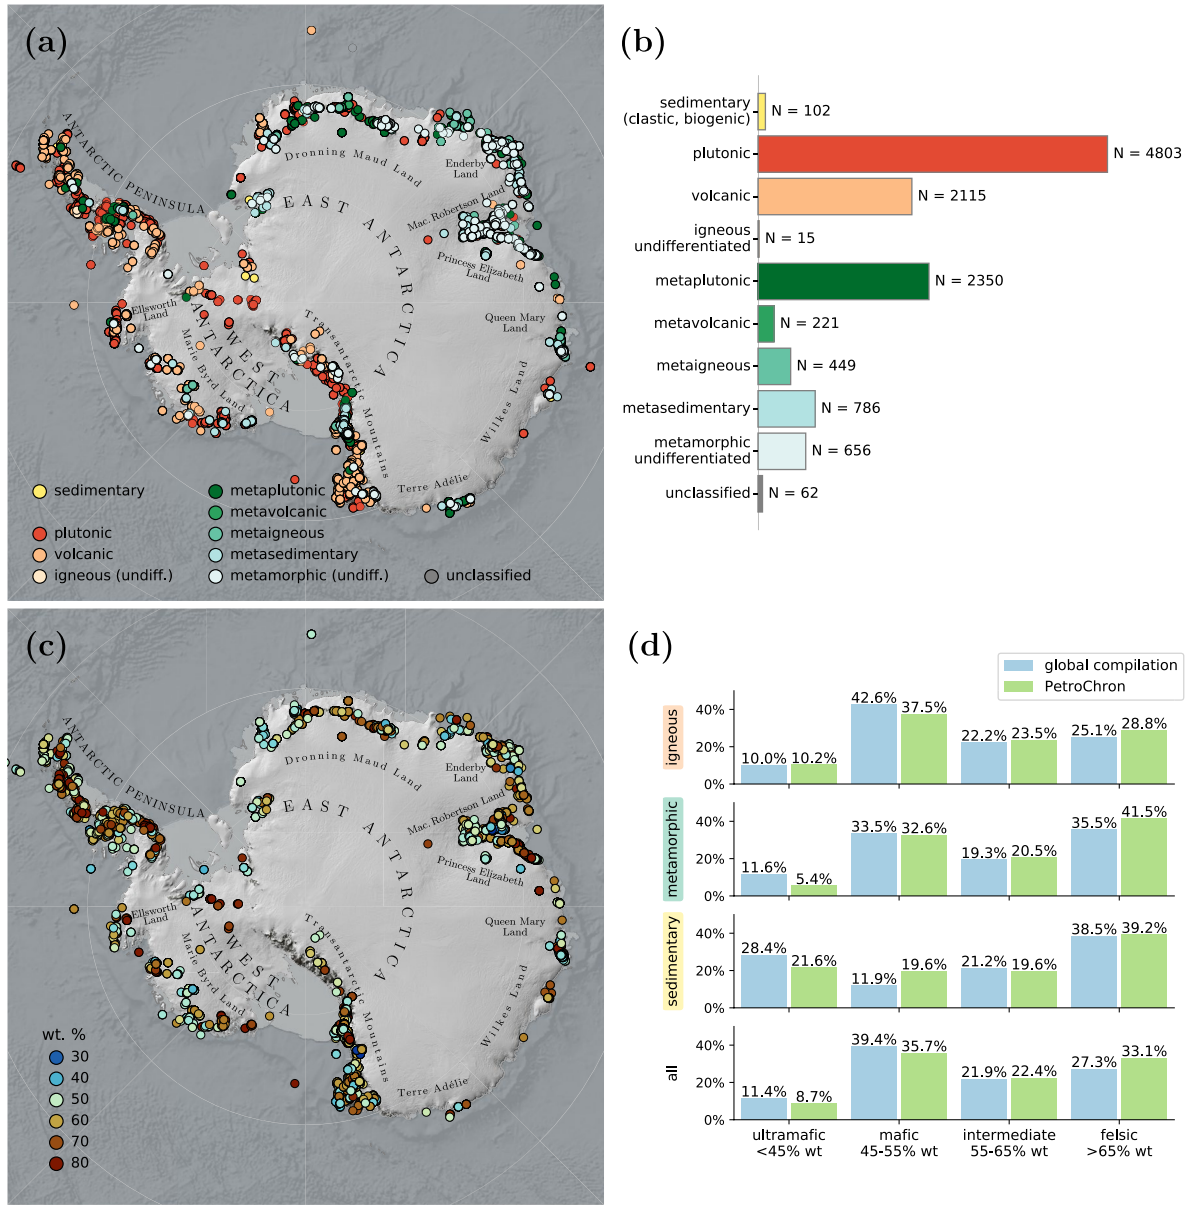 (a)
ANTARCTIC PENINSULA
Dronning Maud Land
Enderby
Land
EAST ANTARCTICA
Mac. Robertson Land
Princess Elizabeth
Land
Ellsworth
Land
WEST
ANTARCTICA
Marie Byrd Land
Transantarctic Mountains
Queen Mary
Land
Wilkes Land
Terre Adélie
sedimentary
plutonic
volcanic
igneous (undiff.)
metaplutonic
metavolcanic
metaigneous
metasedimentary
metamorphic (undiff.)
unclassified
(b)
sedimentary
(clastic, biogenic)
N = 102
plutonic
N = 4803
volcanic
N = 2115
igneous
undifferentiated
N = 15
metaplutonic
N = 2350
metavolcanic
N = 221
metaigneous
N = 449
metasedimentary
N = 786
metamorphic
undifferentiated
N = 656
unclassified
N = 62
(c)
ANTARCTIC PENINSULA
Dronning Maud Land
Enderby
Land
EAST ANTARCTICA
Mac. Robertson Land
Princess Elizabeth
Land
Ellsworth
Land
WEST
ANTARCTICA
Marie Byrd Land
Transantarctic Mountains
Queen Mary
Land
Wilkes Land
Terre Adélie
wt. %
30
40
50
60
70
80
(d)
global compilation
PetroChron
igneous
40%
20%
0%
10.0% 10.2%
42.6% 37.5%
22.2% 23.5%
25.1% 28.8%
metamorphic
40%
20%
0%
11.6% 5.4%
33.5% 32.6%
19.3% 20.5%
35.5% 41.5%
sedimentary
40%
20%
0%
28.4% 21.6%
11.9% 19.6%
21.2% 19.6%
38.5% 39.2%
all
40%
20%
0%
11.4% 8.7%
39.4% 35.7%
21.9% 22.4%
27.3% 33.1%
ultramafic
<45% wt
mafic
45-55% wt
intermediate
55-65% wt
felsic
>65% wt